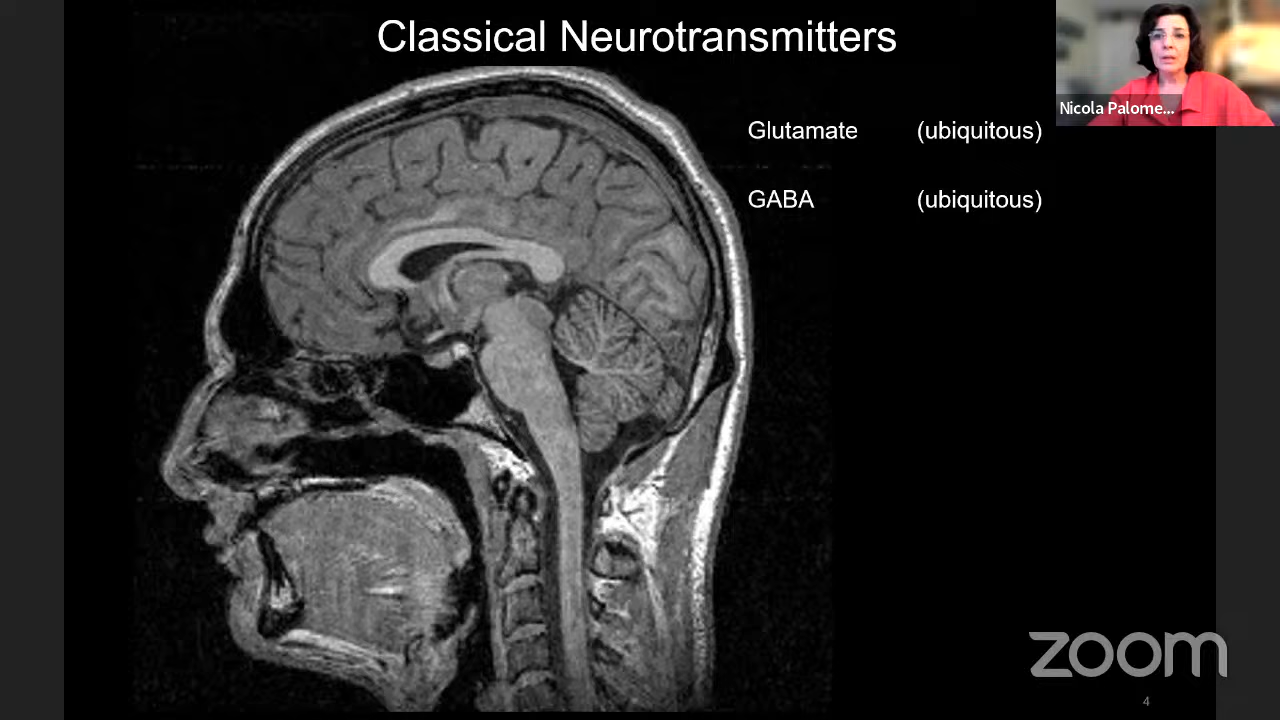 Classical Neurotransmitters
Nicola Palome...
Glutamate (ubiquitous)
GABA (ubiquitous)
zoom
4